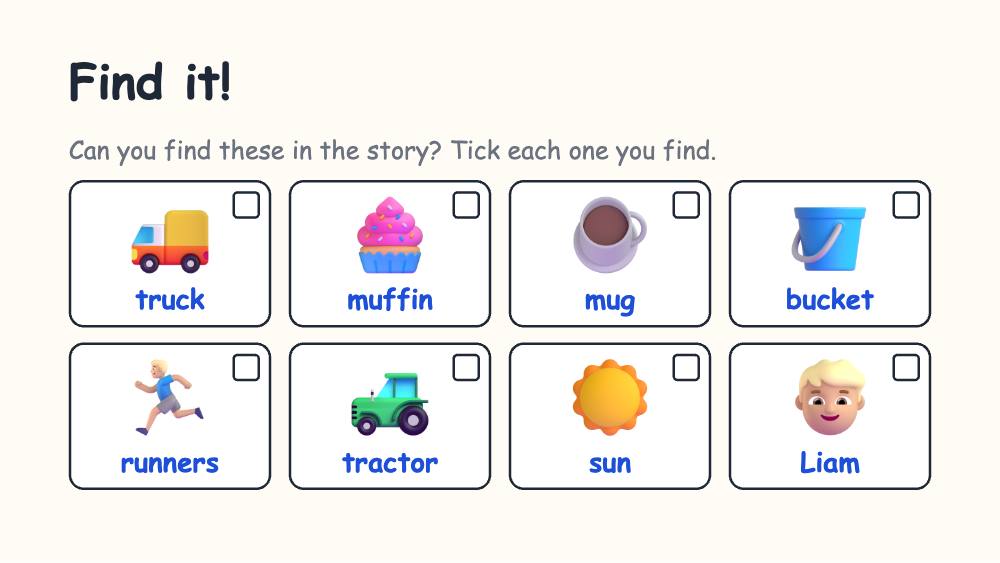 Find it!
Can you find these in the story? Tick each one you find.
truck
muffin
mug
bucket
runners
tractor
sun
Liam